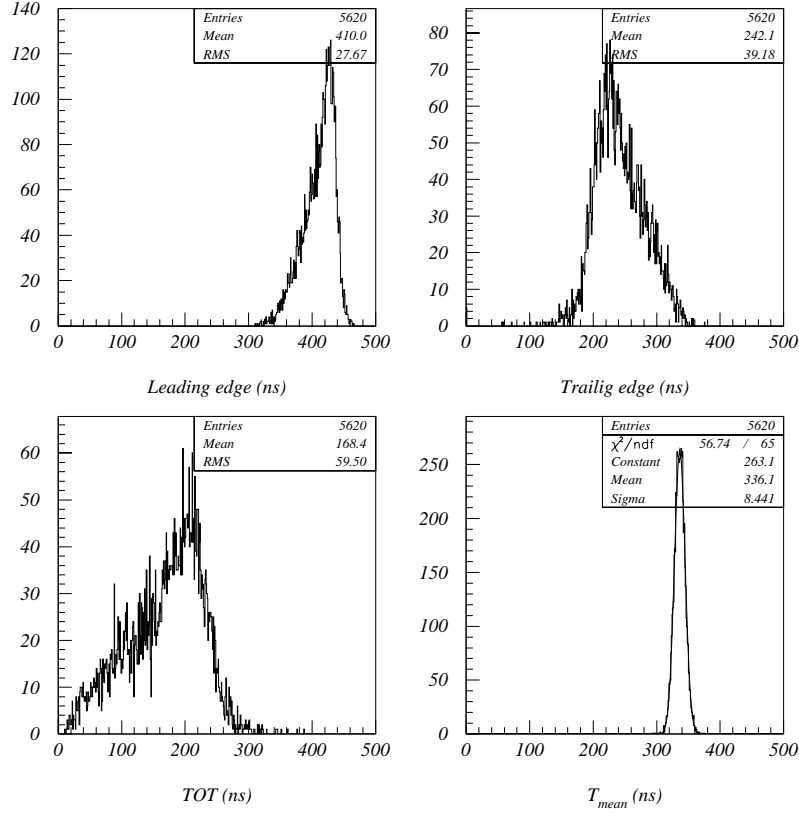 Entries 5620
Mean 410.0
RMS 27.67
140
120
100
80
60
40
20
0
0 100 200 300 400 500
Leading edge (ns)
Entries 5620
Mean 242.1
RMS 39.18
80
70
60
50
40
30
20
10
0
0 100 200 300 400 500
Trailig edge (ns)
Entries 5620
Mean 168.4
RMS 59.50
60
50
40
30
20
10
0
0 100 200 300 400 500
TOT (ns)
Entries 5620
χ²/ndf 56.74 / 65
Constant 263.1
Mean 336.1
Sigma 8.441
250
200
150
100
50
0
0 100 200 300 400 500
T_mean (ns)